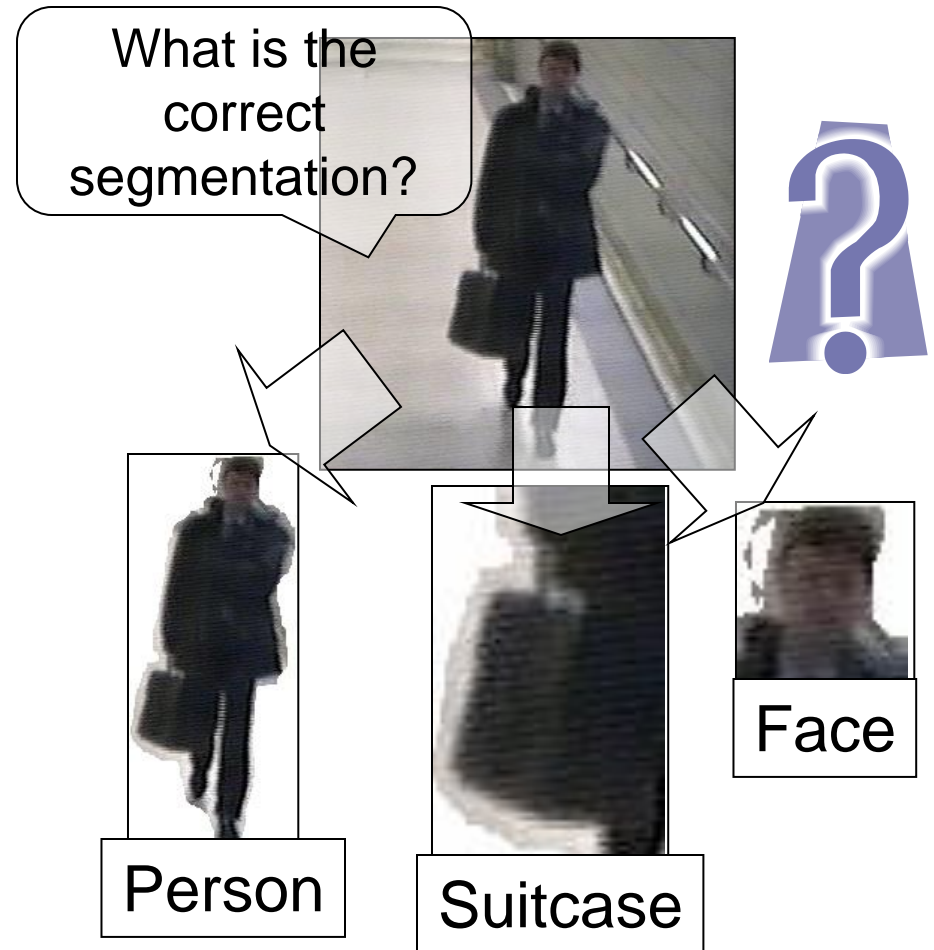 What is the
correct
segmentation?
?
Person
Suitcase
Face